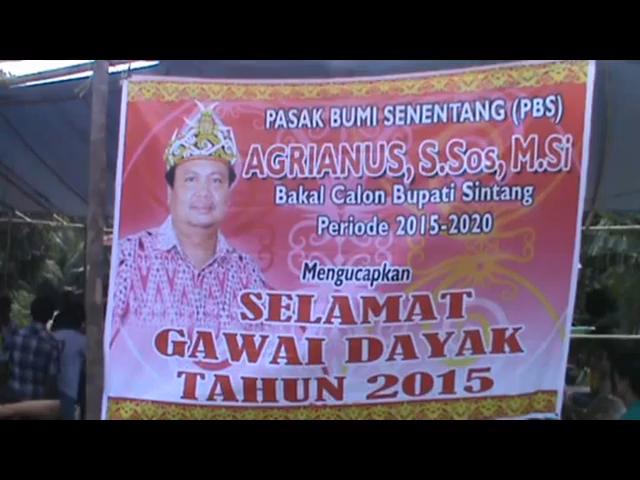 PASAK BUMI SENENTANG (PBS)
AGRIANUS, S.Sos, M.Si
Bakal Calon Bupati Sintang
Periode 2015-2020
Mengucapkan
SELAMAT
GAWAI DAYAK
TAHUN 2015